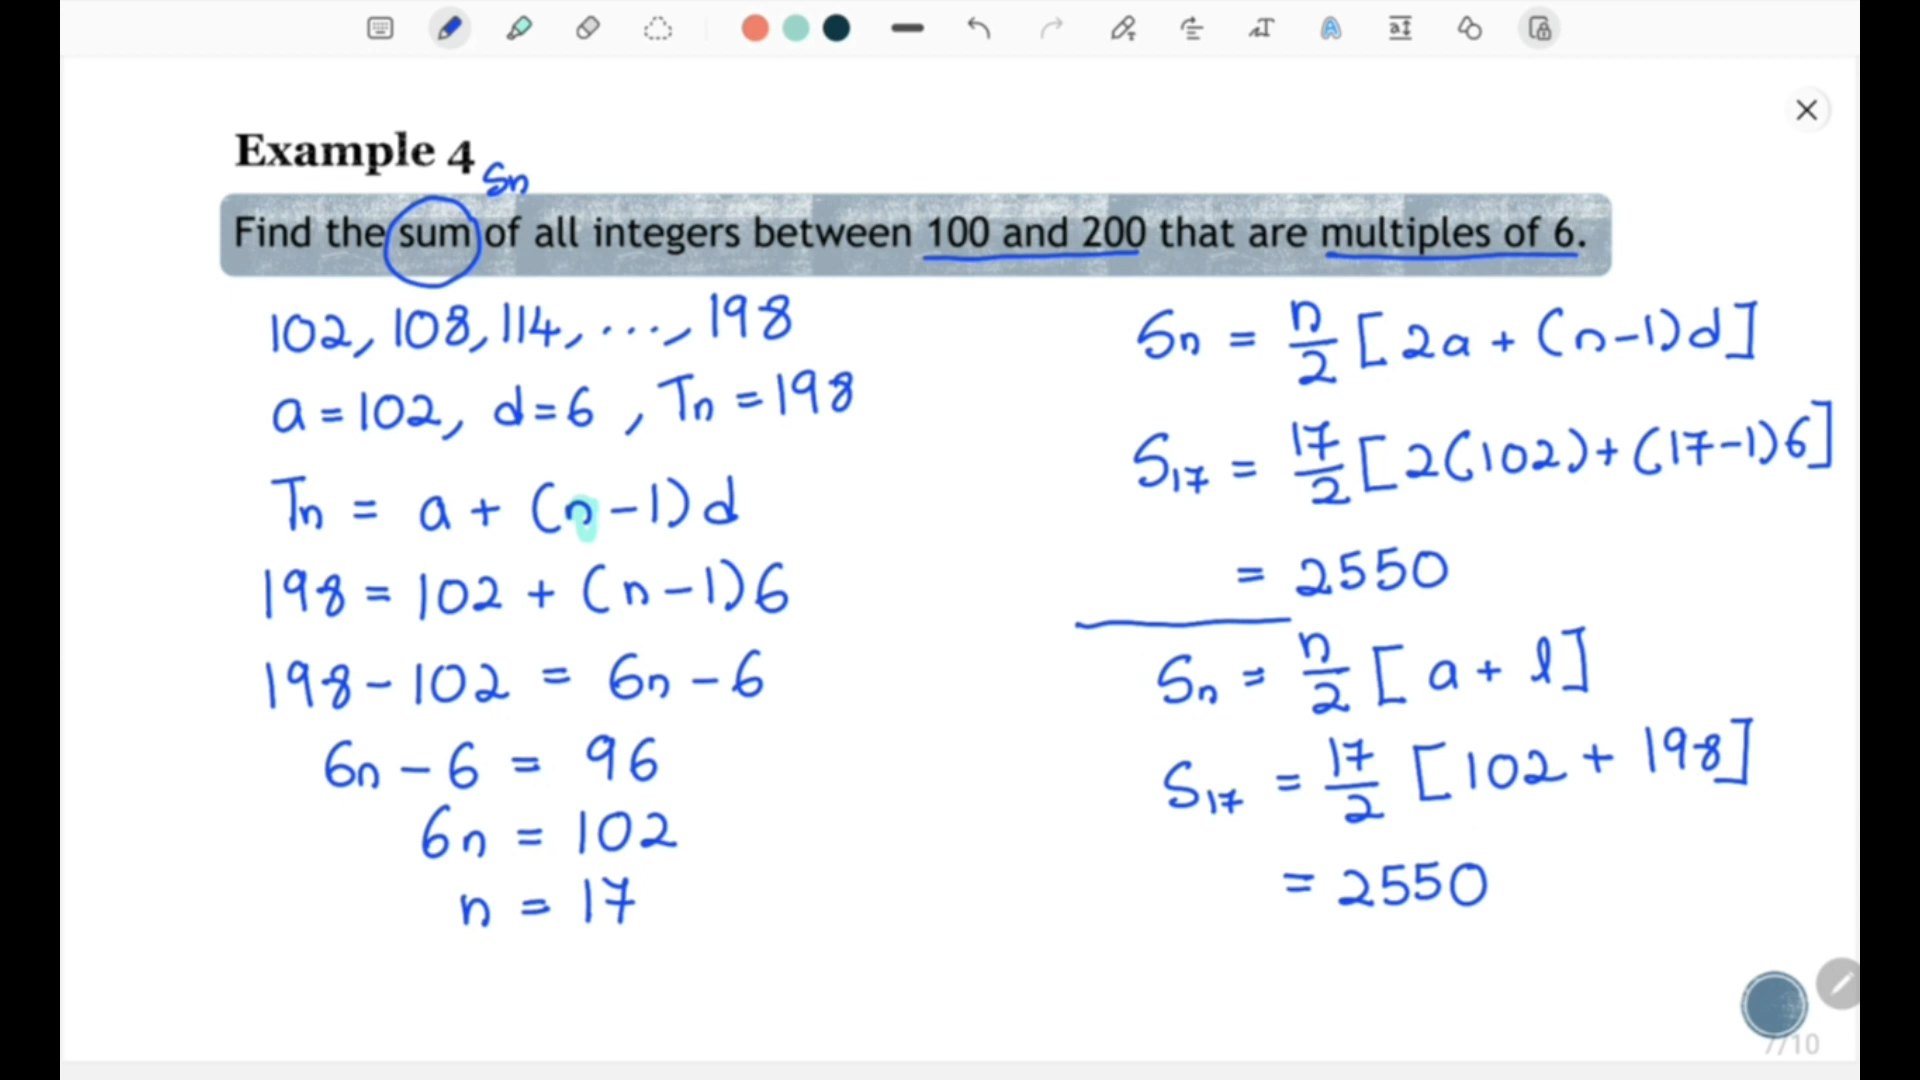 Example 4
Sn
Find the sum of all integers between 100 and 200 that are multiples of 6.
102, 108, 114, ..., 198
a = 102, d = 6, Tn = 198
Tn = a + (n - 1)d
198 = 102 + (n - 1)6
198 - 102 = 6n - 6
6n - 6 = 96
6n = 102
n = 17
Sn = n/2 [2a + (n - 1)d]
S17 = 17/2 [2(102) + (17 - 1)6]
= 2550
Sn = n/2 [a + l]
S17 = 17/2 [102 + 198]
= 2550
7/10